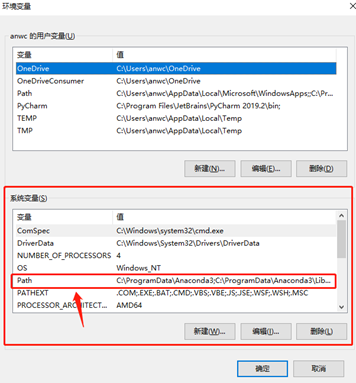 环境变量
anwc 的用户变量(U)
变量 值
OneDrive C:\Users\anwc\OneDrive
OneDriveConsumer C:\Users\anwc\OneDrive
Path C:\Users\anwc\AppData\Local\Microsoft\WindowsApps;;C:\Pr...
PyCharm C:\Program Files\JetBrains\PyCharm 2019.2\bin;
TEMP C:\Users\anwc\AppData\Local\Temp
TMP C:\Users\anwc\AppData\Local\Temp
新建(N)... 编辑(E)... 删除(D)
系统变量(S)
变量 值
ComSpec C:\Windows\system32\cmd.exe
DriverData C:\Windows\System32\Drivers\DriverData
NUMBER_OF_PROCESSORS 4
OS Windows_NT
Path C:\ProgramData\Anaconda3;C:\ProgramData\Anaconda3\Lib...
PATHEXT .COM;.EXE;.BAT;.CMD;.VBS;.VBE;.JS;.JSE;.WSF;.WSH;.MSC
PROCESSOR_ARCHITECT... AMD64
新建(W)... 编辑(I)... 删除(L)
确定 取消